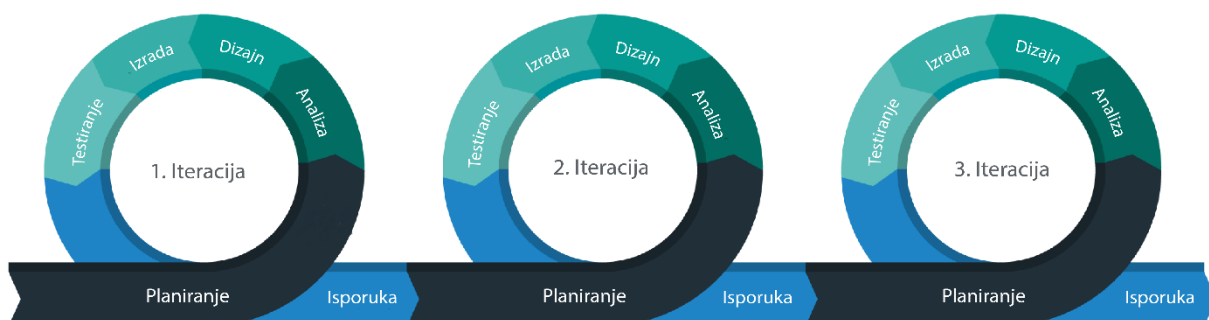 Testiranje
Izrada
Dizajn
Analiza
1. Iteracija
Planiranje
Isporuka
Testiranje
Izrada
Dizajn
Analiza
2. Iteracija
Planiranje
Isporuka
Testiranje
Izrada
Dizajn
Analiza
3. Iteracija
Planiranje
Isporuka